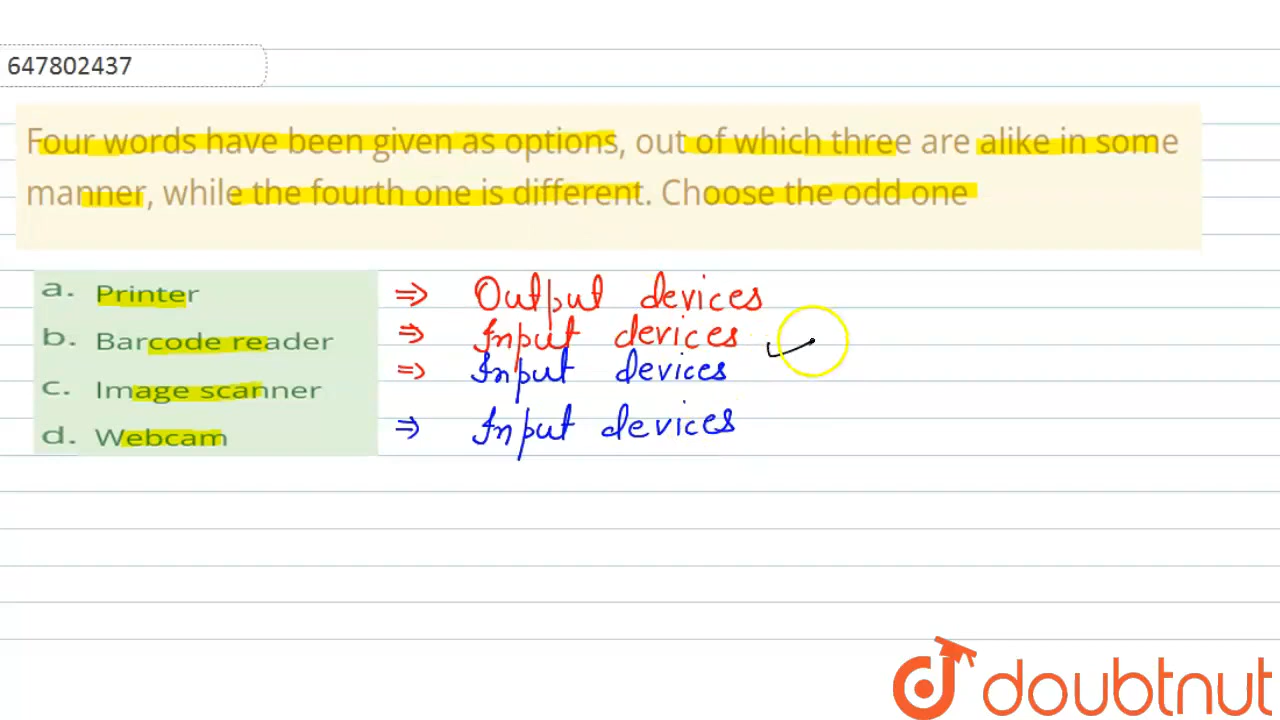 647802437
Four words have been given as options, out of which three are alike in some
manner, while the fourth one is different. Choose the odd one
a. Printer ⇒ Output devices
b. Barcode reader ⇒ Input devices
c. Image scanner ⇒ Input devices
d. Webcam ⇒ Input devices
doubtnut